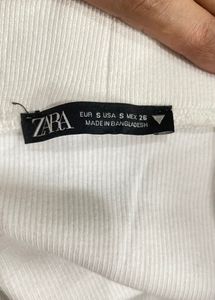 ZARA
EUR S USA S MEX 26
MADE IN BANGLADESH